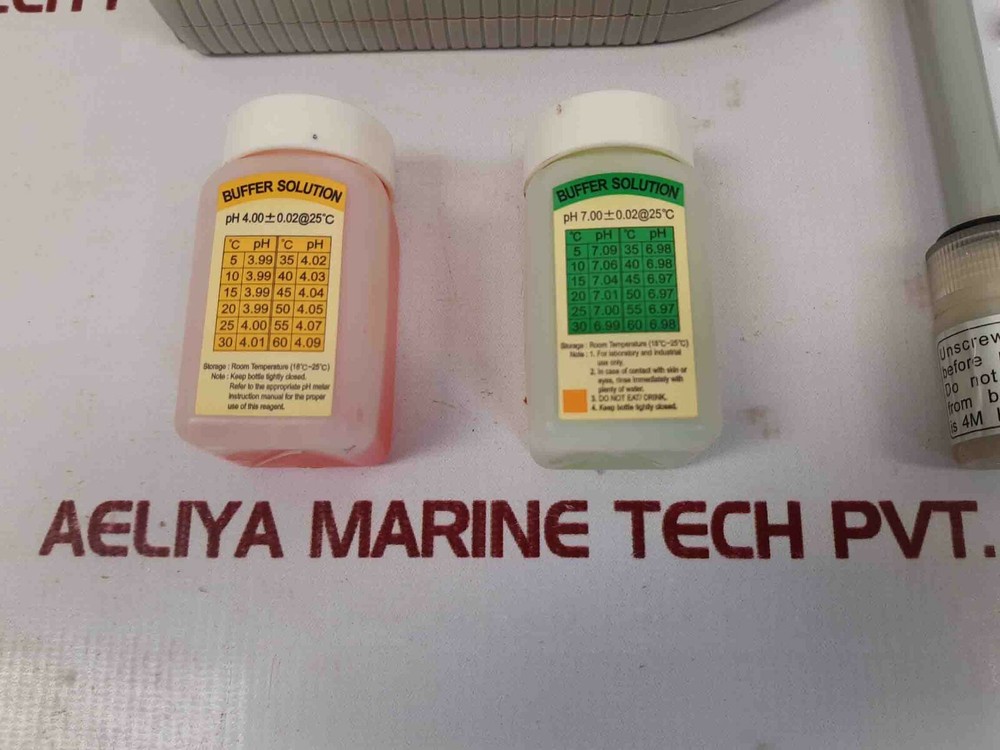 BUFFER SOLUTION
pH 4.00±0.02@25℃
℃ pH ℃ pH
5 3.99 35 4.02
10 3.99 40 4.03
15 3.99 45 4.04
20 3.99 50 4.05
25 4.00 55 4.07
30 4.01 60 4.09
Storage : Room Temperature (18℃~25℃)
Note : Keep bottle tightly closed.
Refer to the appropriate pH meter
Instruction manual for the proper
use of this reagent.
BUFFER SOLUTION
pH 7.00±0.02@25℃
℃ pH ℃ pH
5 7.09 35 6.98
10 7.06 40 6.98
15 7.04 45 6.97
20 7.01 50 6.97
25 7.00 55 6.97
30 6.99 60 6.98
Storage : Room Temperature (18℃~25℃)
Note : 1. For laboratory and industrial
use only.
2. In case of contact with skin or
eyes, rinse immediately with
plenty of water.
3. DO NOT EAT/ DRINK.
4. Keep bottle tightly closed.
Unscrew
before
Do not
from b
is 4M
AELIYA MARINE TECH PVT.